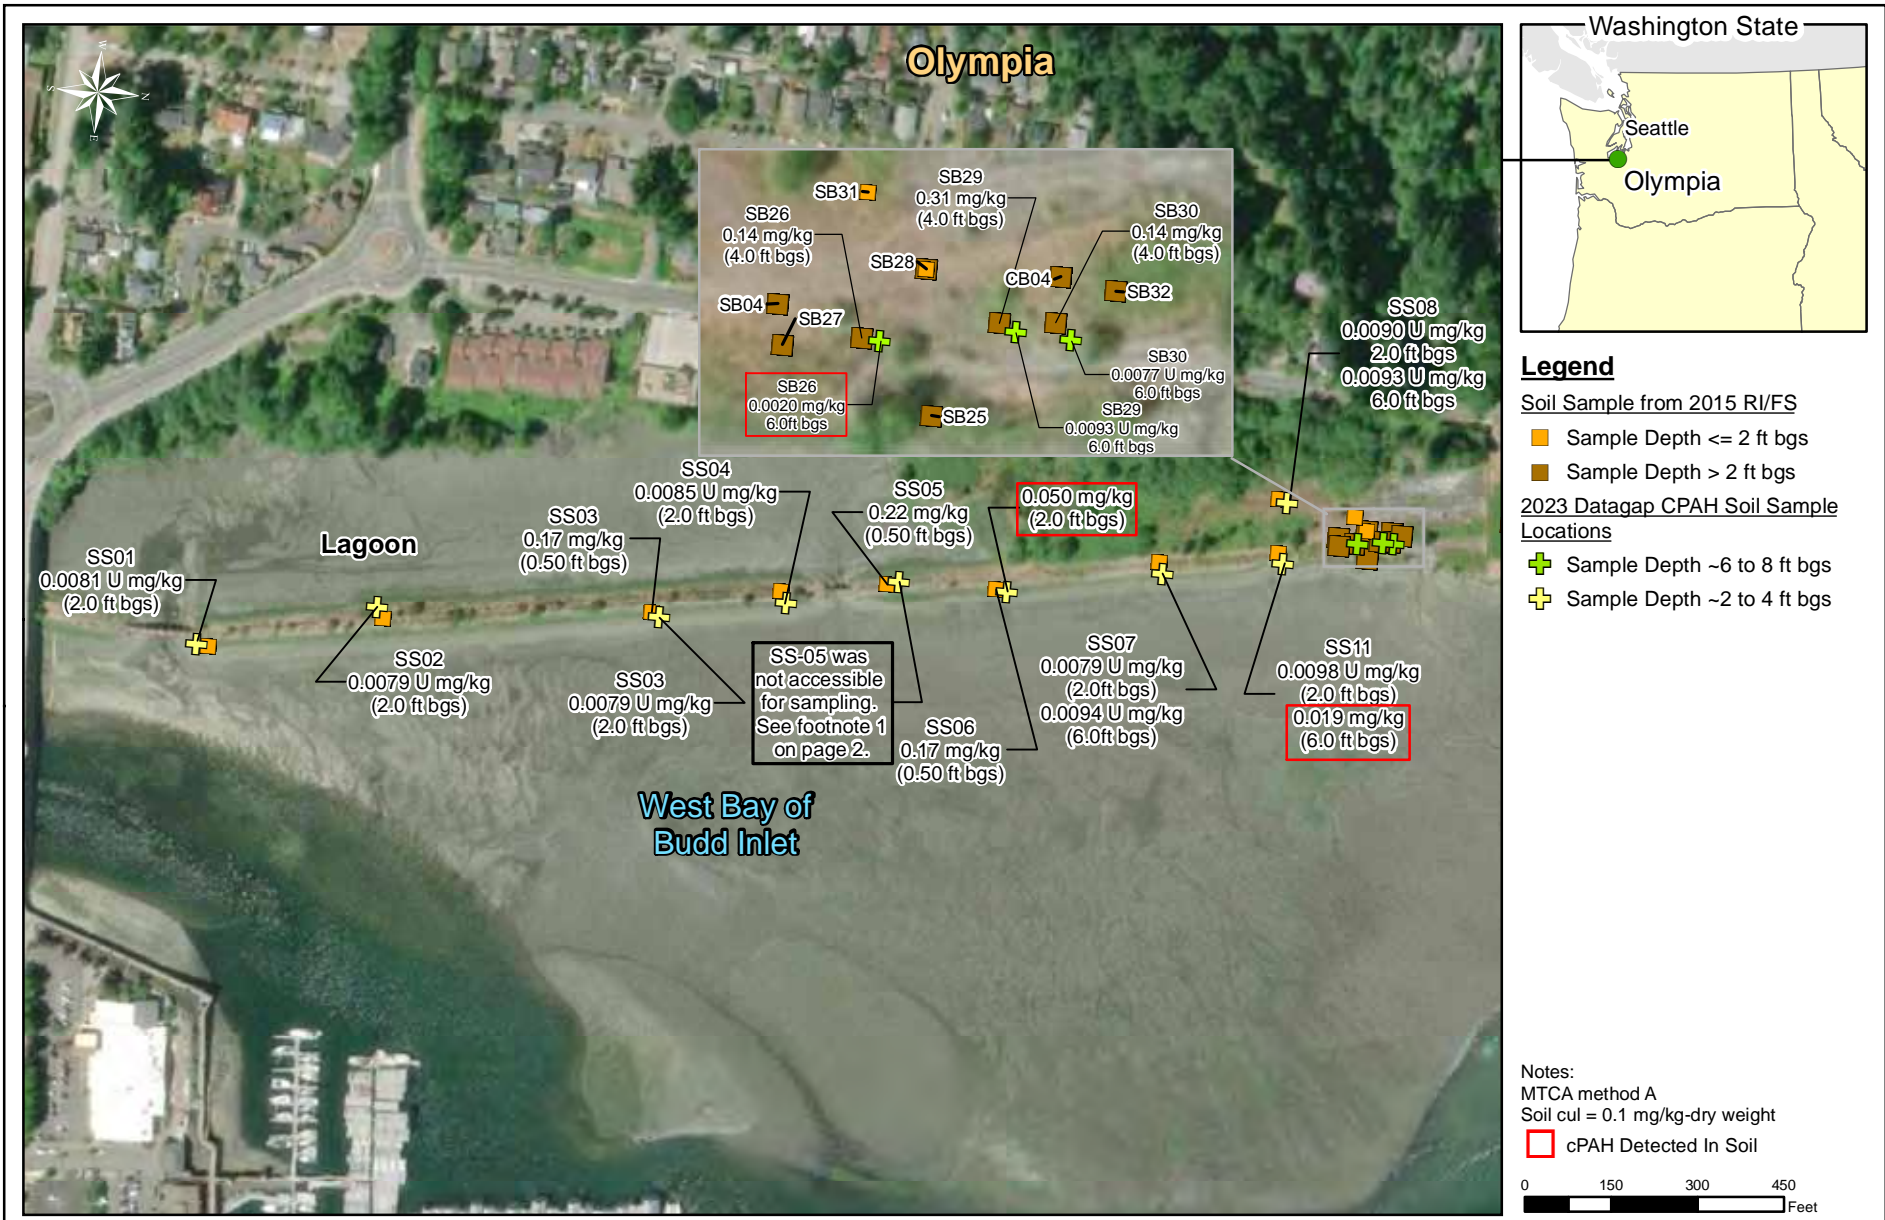 Olympia
W
S
N
E
SB31
SB29
0.31 mg/kg
(4.0 ft bgs)
SB26
0.14 mg/kg
(4.0 ft bgs)
SB30
0.14 mg/kg
(4.0 ft bgs)
SB28
CB04
SB32
SB04
SB27
SB26
0.0020 mg/kg
6.0ft bgs
SB30
0.0077 U mg/kg
6.0 ft bgs
SB25
SB29
0.0093 U mg/kg
6.0 ft bgs
SS08
0.0090 U mg/kg
2.0 ft bgs
0.0093 U mg/kg
6.0 ft bgs
SS04
0.0085 U mg/kg
(2.0 ft bgs)
SS05
0.22 mg/kg
(0.50 ft bgs)
0.050 mg/kg
(2.0 ft bgs)
SS03
0.17 mg/kg
(0.50 ft bgs)
Lagoon
SS01
0.0081 U mg/kg
(2.0 ft bgs)
SS02
0.0079 U mg/kg
(2.0 ft bgs)
SS03
0.0079 U mg/kg
(2.0 ft bgs)
SS-05 was
not accessible
for sampling.
See footnote 1
on page 2.
SS06
0.17 mg/kg
(0.50 ft bgs)
SS07
0.0079 U mg/kg
(2.0ft bgs)
0.0094 U mg/kg
(6.0ft bgs)
SS11
0.0098 U mg/kg
(2.0 ft bgs)
0.019 mg/kg
(6.0 ft bgs)
West Bay of
Budd Inlet
Washington State
Seattle
Olympia
Legend
Soil Sample from 2015 RI/FS
Sample Depth <= 2 ft bgs
Sample Depth > 2 ft bgs
2023 Datagap CPAH Soil Sample
Locations
Sample Depth ~6 to 8 ft bgs
Sample Depth ~2 to 4 ft bgs
Notes:
MTCA method A
Soil cul = 0.1 mg/kg-dry weight
cPAH Detected In Soil
0 150 300 450
Feet